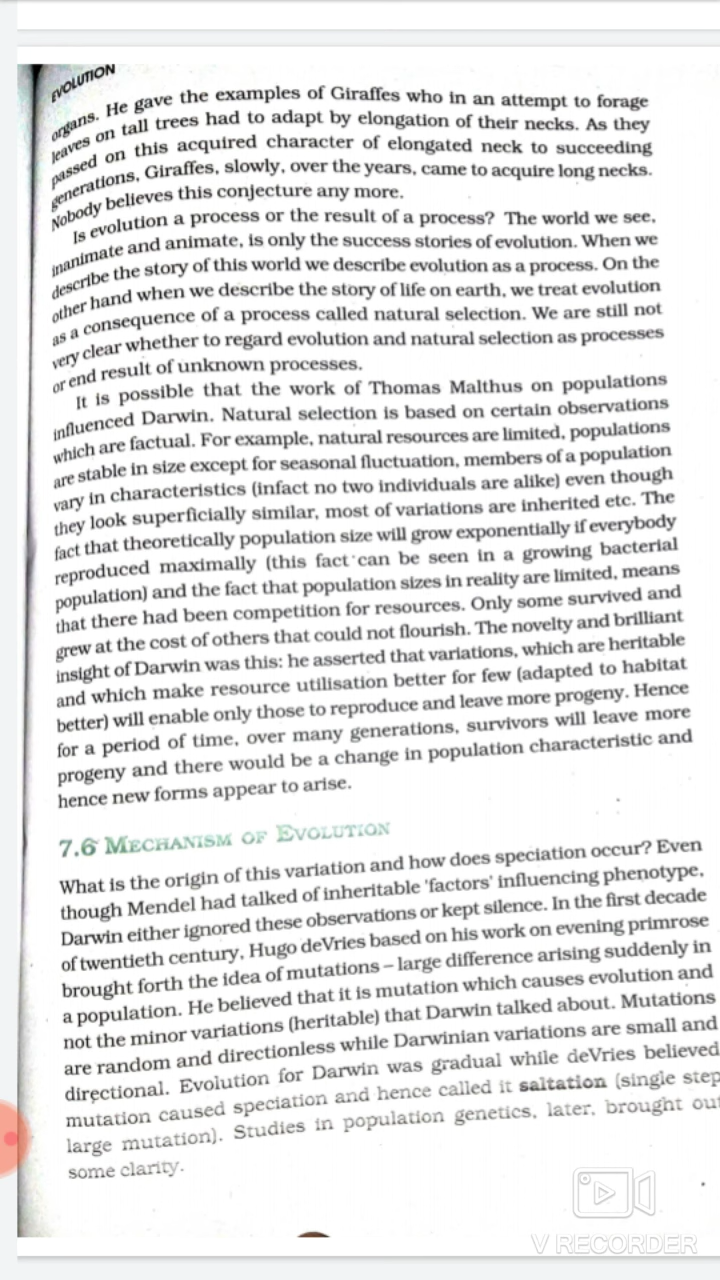 EVOLUTION
organs. He gave the examples of Giraffes who in an attempt to forage
leaves on tall trees had to adapt by elongation of their necks. As they
passed on this acquired character of elongated neck to succeeding
generations, Giraffes, slowly, over the years, came to acquire long necks.
Nobody believes this conjecture any more.
Is evolution a process or the result of a process? The world we see,
inanimate and animate, is only the success stories of evolution. When we
describe the story of this world we describe evolution as a process. On the
other hand when we describe the story of life on earth, we treat evolution
as a consequence of a process called natural selection. We are still not
very clear whether to regard evolution and natural selection as processes
or end result of unknown processes.
It is possible that the work of Thomas Malthus on populations
influenced Darwin. Natural selection is based on certain observations
which are factual. For example, natural resources are limited, populations
are stable in size except for seasonal fluctuation, members of a population
vary in characteristics (infact no two individuals are alike) even though
they look superficially similar, most of variations are inherited etc. The
fact that theoretically population size will grow exponentially if everybody
reproduced maximally (this fact can be seen in a growing bacterial
population) and the fact that population sizes in reality are limited, means
that there had been competition for resources. Only some survived and
grew at the cost of others that could not flourish. The novelty and brilliant
insight of Darwin was this: he asserted that variations, which are heritable
and which make resource utilisation better for few (adapted to habitat
better) will enable only those to reproduce and leave more progeny. Hence
for a period of time, over many generations, survivors will leave more
progeny and there would be a change in population characteristic and
hence new forms appear to arise.
7.6 MECHANISM OF EVOLUTION
What is the origin of this variation and how does speciation occur? Even
though Mendel had talked of inheritable 'factors' influencing phenotype,
Darwin either ignored these observations or kept silence. In the first decade
of twentieth century, Hugo deVries based on his work on evening primrose
brought forth the idea of mutations – large difference arising suddenly in
a population. He believed that it is mutation which causes evolution and
not the minor variations (heritable) that Darwin talked about. Mutations
are random and directionless while Darwinian variations are small and
directional. Evolution for Darwin was gradual while deVries believed
mutation caused speciation and hence called it saltation (single step
large mutation). Studies in population genetics, later, brought out
some clarity.
V RECORDER